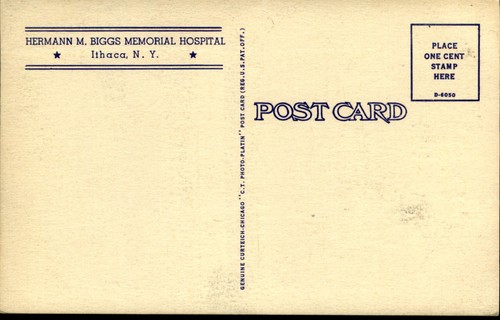 HERMANN M. BIGGS MEMORIAL HOSPITAL
★ Ithaca, N. Y. ★
GENUINE CURTEICH-CHICAGO "C.T. PHOTO-PLATIN" POST CARD (REG. U.S. PAT. OFF.)
POST CARD
PLACE
ONE CENT
STAMP
HERE
D-6050